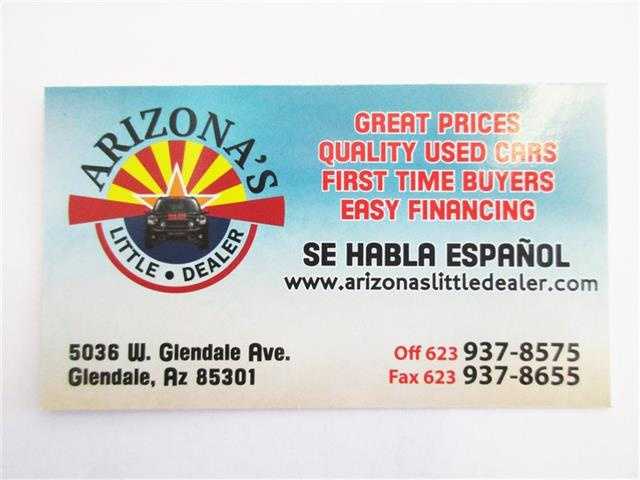 ARIZONA'S
LITTLE • DEALER
GREAT PRICES
QUALITY USED CARS
FIRST TIME BUYERS
EASY FINANCING
SE HABLA ESPAÑOL
www.arizonaslittledealer.com
5036 W. Glendale Ave.
Glendale, Az 85301
Off 623 937-8575
Fax 623 937-8655